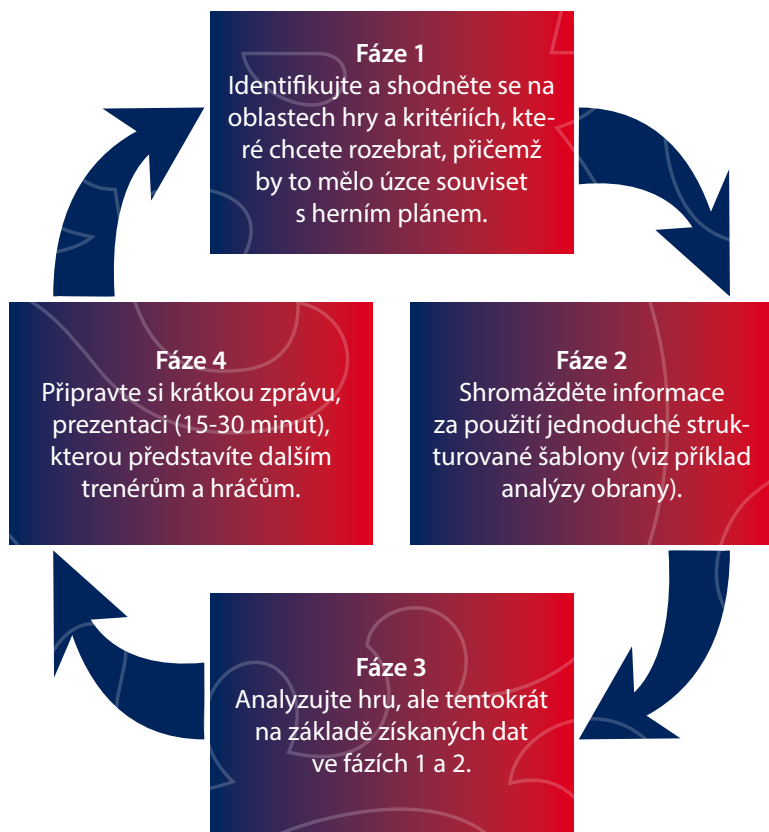 Fáze 1
Identifikujte a shodněte se na
oblastech hry a kritériích, kte-
ré chcete rozebrat, přičemž
by to mělo úzce souviset
s herním plánem.
Fáze 2
Shromážděte informace
za použití jednoduché struk-
turované šablony (viz příklad
analýzy obrany).
Fáze 3
Analyzujte hru, ale tentokrát
na základě získaných dat
ve fázích 1 a 2.
Fáze 4
Připravte si krátkou zprávu,
prezentaci (15-30 minut),
kterou představíte dalším
trenérům a hráčům.